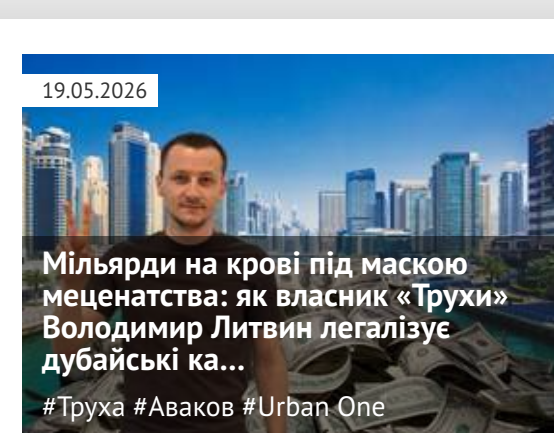 19.05.2026
Мільярди на крові під маскою
меценатства: як власник «Трухи»
Володимир Литвин легалізує
дубайські ка...
#Труха #Аваков #Urban One